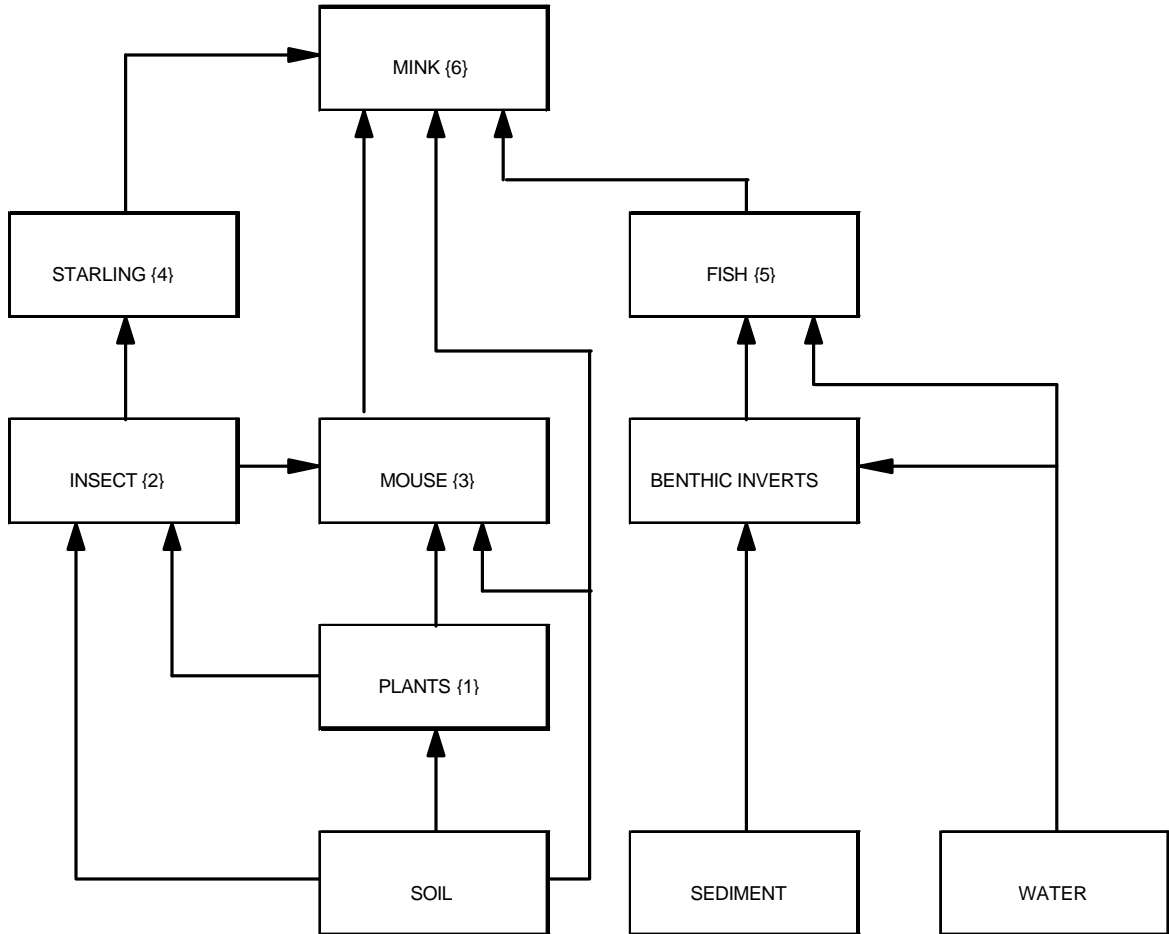 MINK {6}
STARLING {4}
FISH {5}
INSECT {2}
MOUSE {3}
BENTHIC INVERTS
PLANTS {1}
SOIL
SEDIMENT
WATER